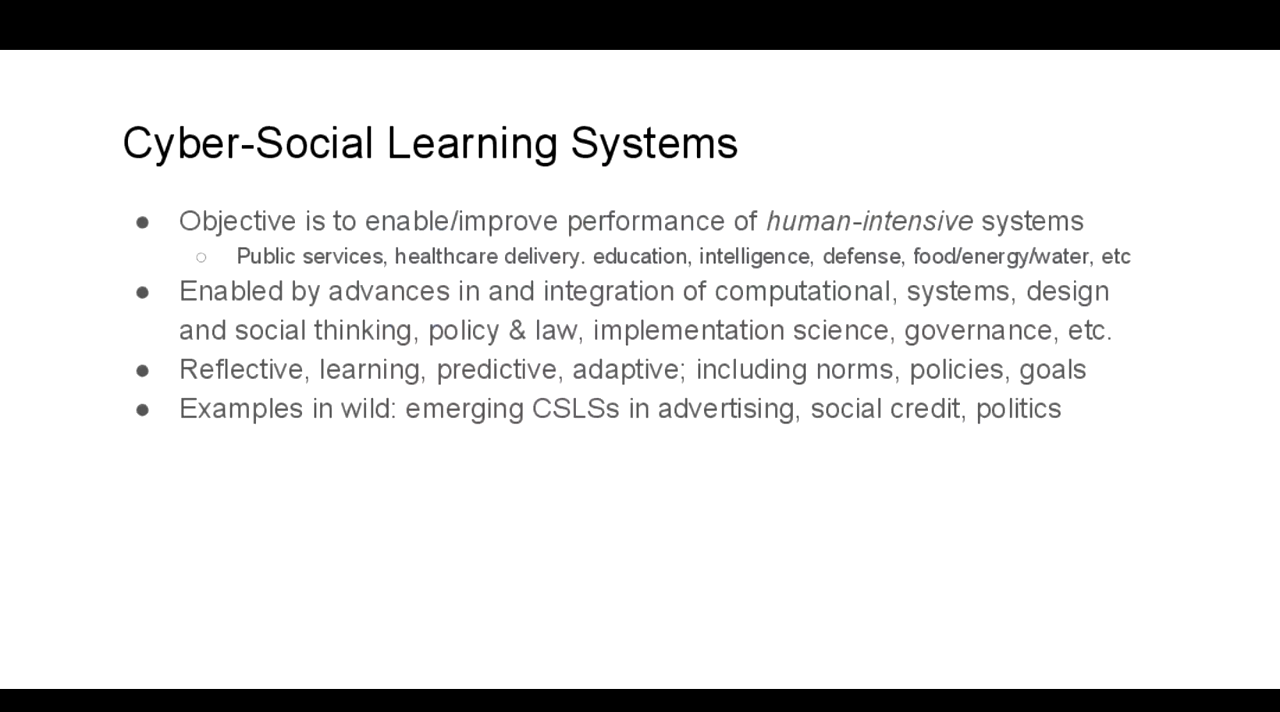 Cyber-Social Learning Systems
● Objective is to enable/improve performance of human-intensive systems
○ Public services, healthcare delivery. education, intelligence, defense, food/energy/water, etc
● Enabled by advances in and integration of computational, systems, design
and social thinking, policy & law, implementation science, governance, etc.
● Reflective, learning, predictive, adaptive; including norms, policies, goals
● Examples in wild: emerging CSLSs in advertising, social credit, politics